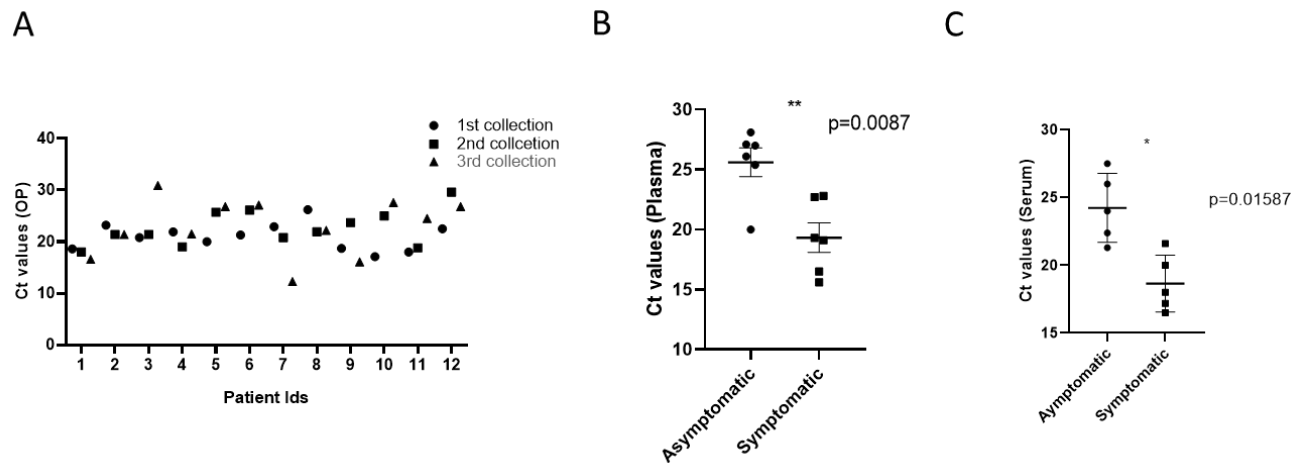 A
B
C
1st collection
2nd collcetion
3rd collection
40
30
20
10
0
Ct values (OP)
1 2 3 4 5 6 7 8 9 10 11 12
Patient Ids
**
p=0.0087
30
25
20
15
10
Ct values (Plasma)
Asymptomatic
Symptomatic
*
p=0.01587
30
25
20
15
Ct values (Serum)
Aymptomatic
Symptomatic